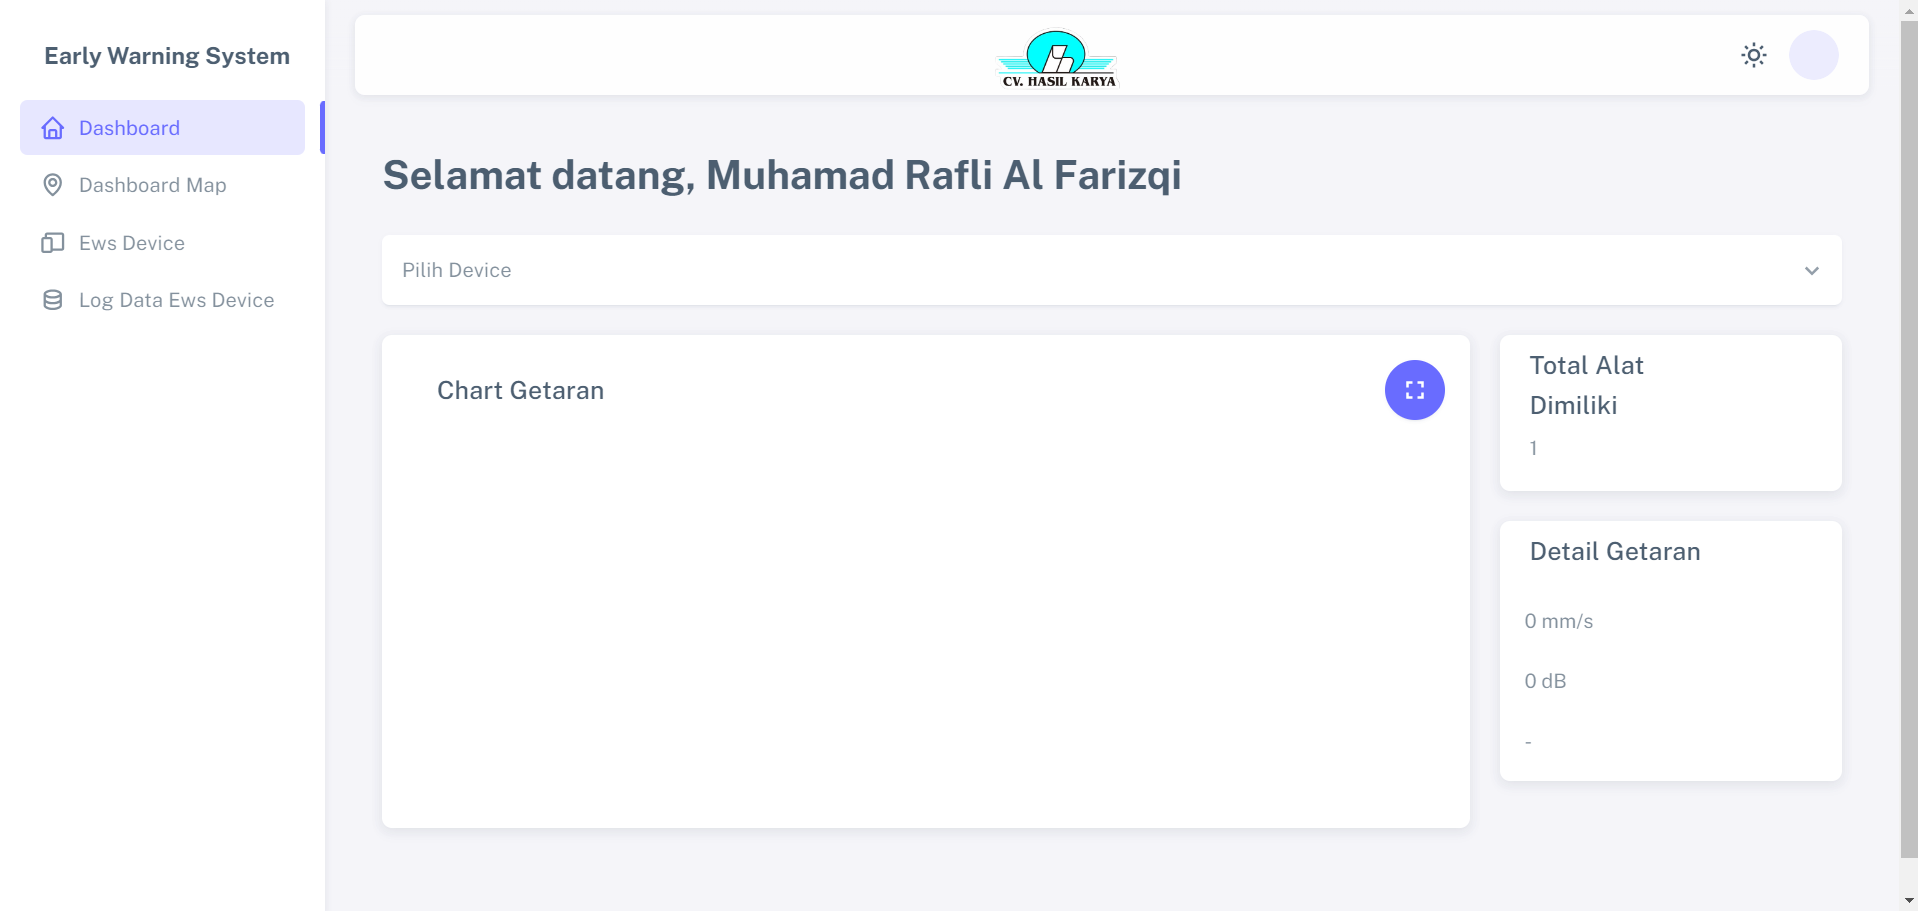 Early Warning System
Dashboard
Dashboard Map
Ews Device
Log Data Ews Device
CV. HASIL KARYA
Selamat datang, Muhamad Rafli Al Farizqi
Pilih Device
Chart Getaran
Total Alat
Dimiliki
1
Detail Getaran
0 mm/s
0 dB
-